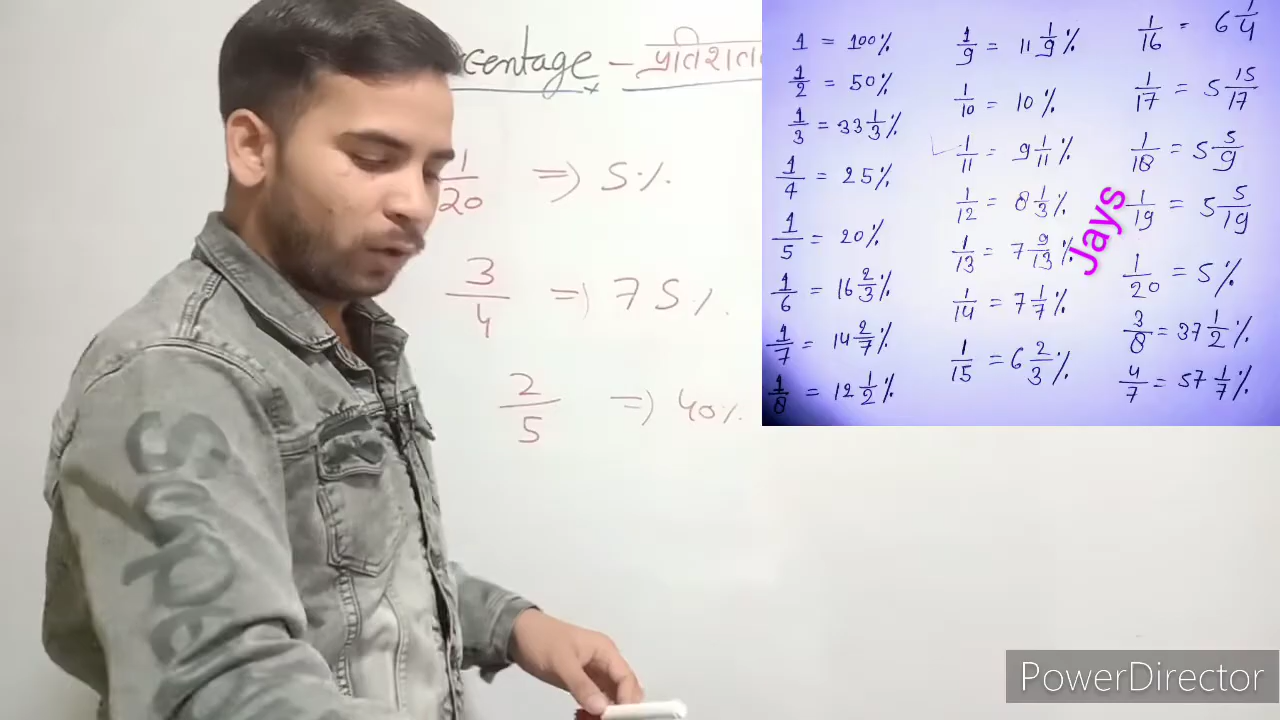 rcentage - प्रतिशत
1/20 => 5%
3/4 => 75%.
2/5 => 40%.
1 = 100%
1/2 = 50%
1/3 = 33 1/3 %
1/4 = 25%
1/5 = 20%
1/6 = 16 2/3 %
1/7 = 14 2/7 %
1/8 = 12 1/2 %
1/9 = 11 1/9 %
1/10 = 10%
1/11 = 9 1/11 %
1/12 = 8 1/3 %
1/13 = 7 9/13 %
1/14 = 7 1/7 %
1/15 = 6 2/3 %
1/16 = 6 1/4
1/17 = 5 15/17
1/18 = 5 5/9
1/19 = 5 5/19
1/20 = 5%
3/8 = 37 1/2 %
4/7 = 57 1/7 %
Jays
PowerDirector